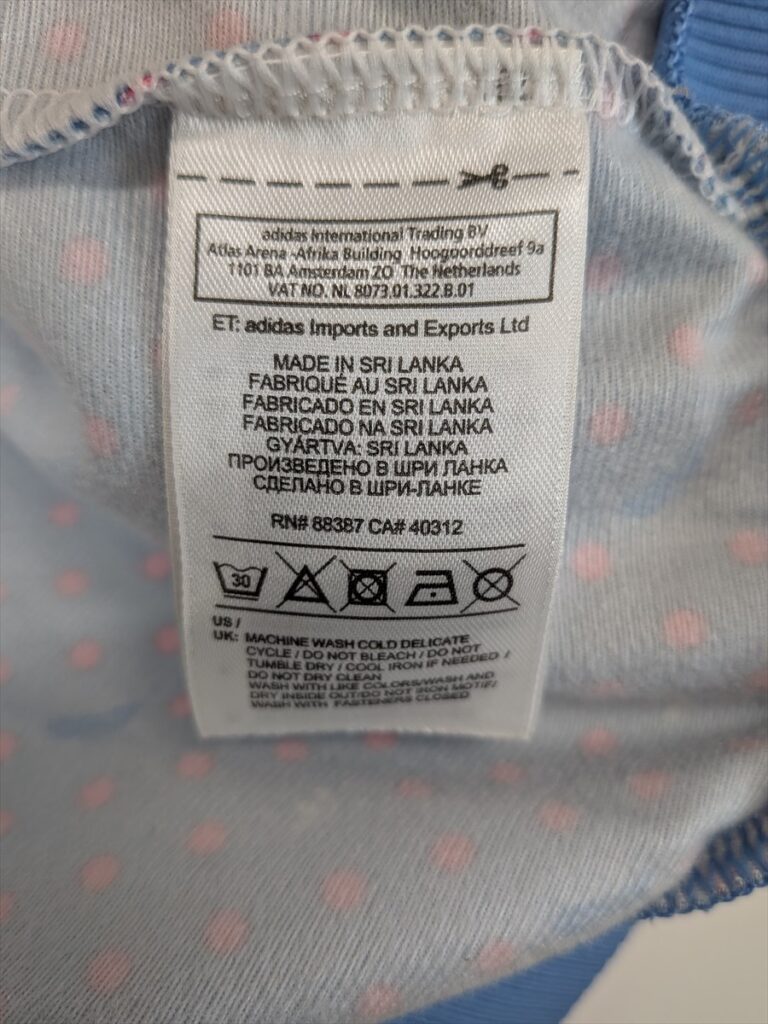 adidas International Trading BV
Atlas Arena -Afrika Building Hoogoorddreef 9a
1101 BA Amsterdam ZO The Netherlands
VAT NO. NL 8073.01.322.B.01
ET: adidas Imports and Exports Ltd
MADE IN SRI LANKA
FABRIQUÉ AU SRI LANKA
FABRICADO EN SRI LANKA
FABRICADO NA SRI LANKA
GYÁRTVA: SRI LANKA
ПРОИЗВЕДЕНО В ШРИ ЛАНКА
СДЕЛАНО В ШРИ-ЛАНКЕ
RN# 88387 CA# 40312
30
US /
UK: MACHINE WASH COLD DELICATE
CYCLE / DO NOT BLEACH / DO NOT
TUMBLE DRY / COOL IRON IF NEEDED /
DO NOT DRY CLEAN
WASH WITH LIKE COLORS/WASH AND
DRY INSIDE OUT/DO NOT IRON MOTIF/
WASH WITH FASTENERS CLOSED